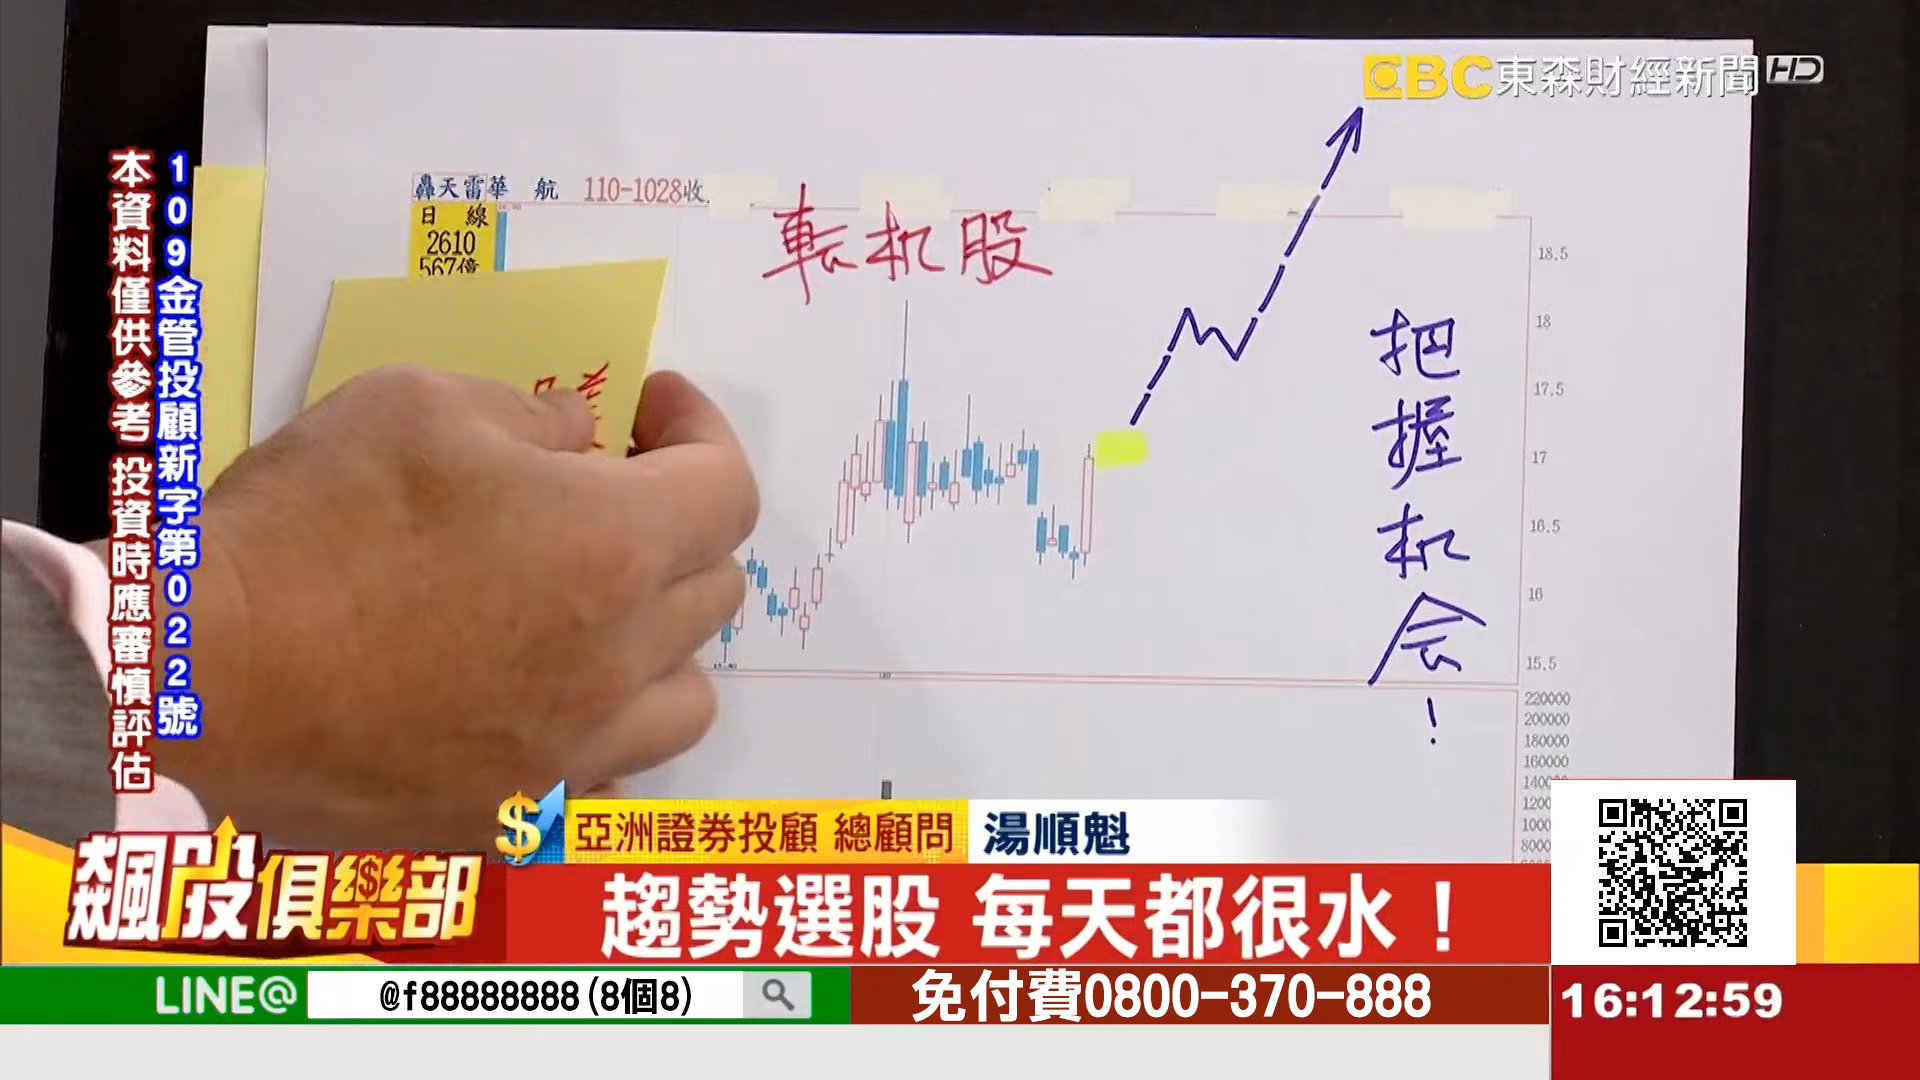 EBC東森財經新聞HD
109金管投顧新字第022號
本資料僅供參考 投資時應審慎評估
轟天雷華 航 110-1028收
日 線
2610
567億
転机股
把握机会!
18.5
18
17.5
17
16.5
16
15.5
220000
200000
180000
160000
亞洲證券投顧 總顧問 湯順魁
飆股俱樂部
趨勢選股 每天都很水!
LINE@ @f88888888(8個8)
免付費0800-370-888
16:12:59